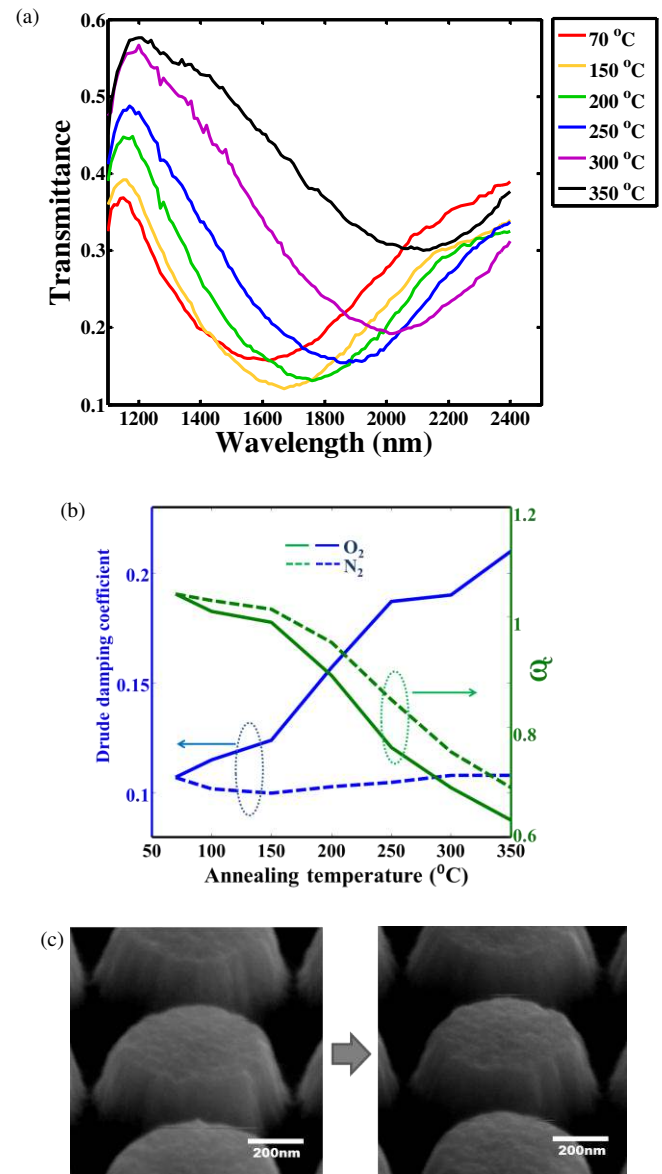 (a)
0.6
0.5
0.4
0.3
0.2
0.1
Transmittance
1200 1400 1600 1800 2000 2200 2400
Wavelength (nm)
70 °C
150 °C
200 °C
250 °C
300 °C
350 °C
(b)
Drude damping coefficient
0.2
0.15
0.1
O₂
N₂
1.2
1
0.8
0.6
50 100 150 200 250 300 350
Annealing temperature (⁰C)
(c)
200nm
200nm